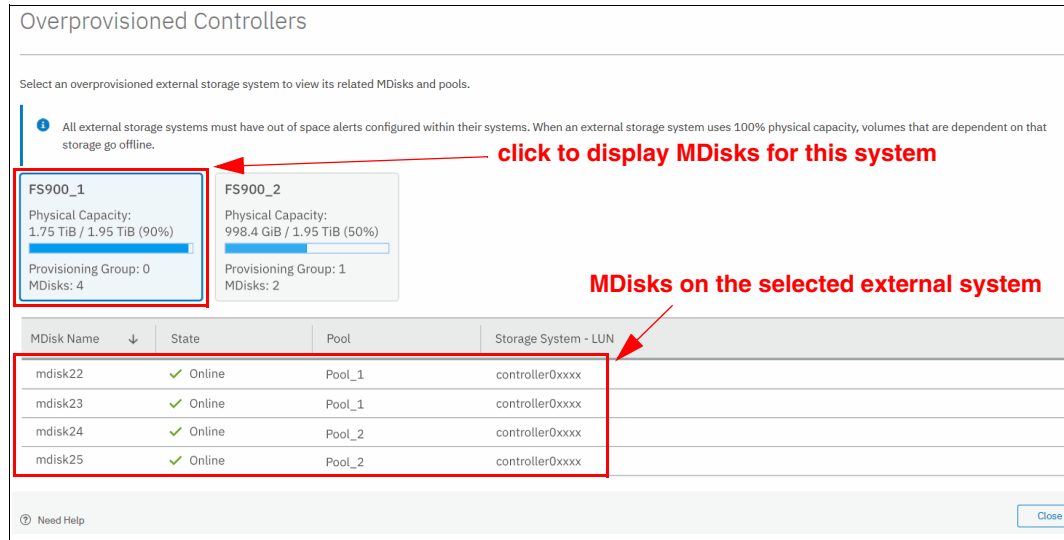 Overprovisioned Controllers
Select an overprovisioned external storage system to view its related MDisks and pools.
All external storage systems must have out of space alerts configured within their systems. When an external storage system uses 100% physical capacity, volumes that are dependent on that
storage go offline.
click to display MDisks for this system
FS900_1
Physical Capacity:
1.75 TiB / 1.95 TiB (90%)
Provisioning Group: 0
MDisks: 4
FS900_2
Physical Capacity:
998.4 GiB / 1.95 TiB (50%)
Provisioning Group: 1
MDisks: 2
MDisks on the selected external system
MDisk Name State Pool Storage System - LUN
mdisk22 Online Pool_1 controller0xxxx
mdisk23 Online Pool_1 controller0xxxx
mdisk24 Online Pool_2 controller0xxxx
mdisk25 Online Pool_2 controller0xxxx
Need Help
Close